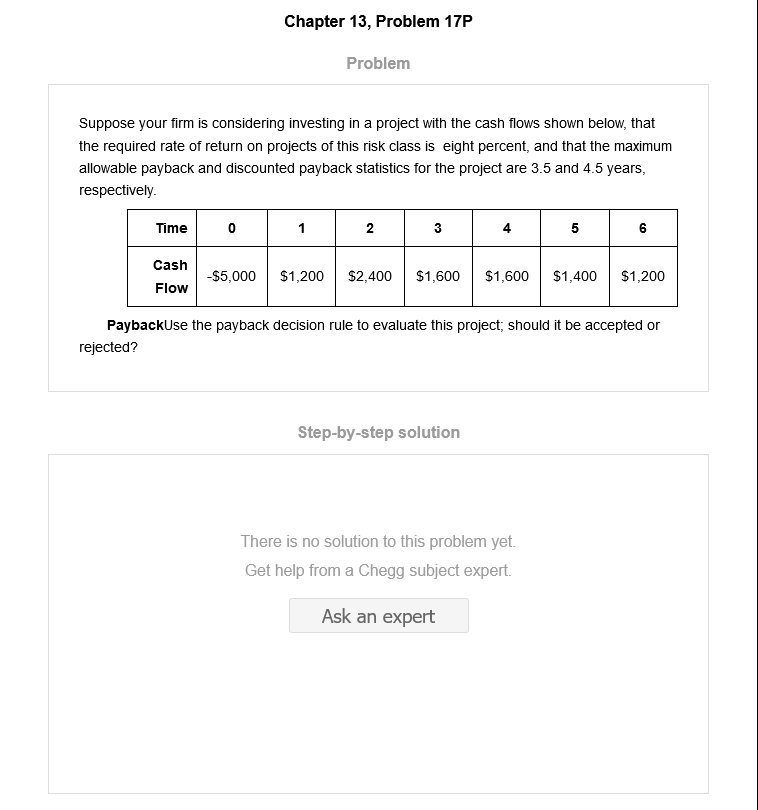 Chapter 13, Problem 17P
Problem
Suppose your firm is considering investing in a project with the cash flows shown below, that
the required rate of return on projects of this risk class is eight percent, and that the maximum
allowable payback and discounted payback statistics for the project are 3.5 and 4.5 years,
respectively.
Time 0 1 2 3 4 5 6
Cash
Flow
-$5,000 $1,200 $2,400 $1,600 $1,600 $1,400 $1,200
PaybackUse the payback decision rule to evaluate this project; should it be accepted or
rejected?
Step-by-step solution
There is no solution to this problem yet.
Get help from a Chegg subject expert.
Ask an expert